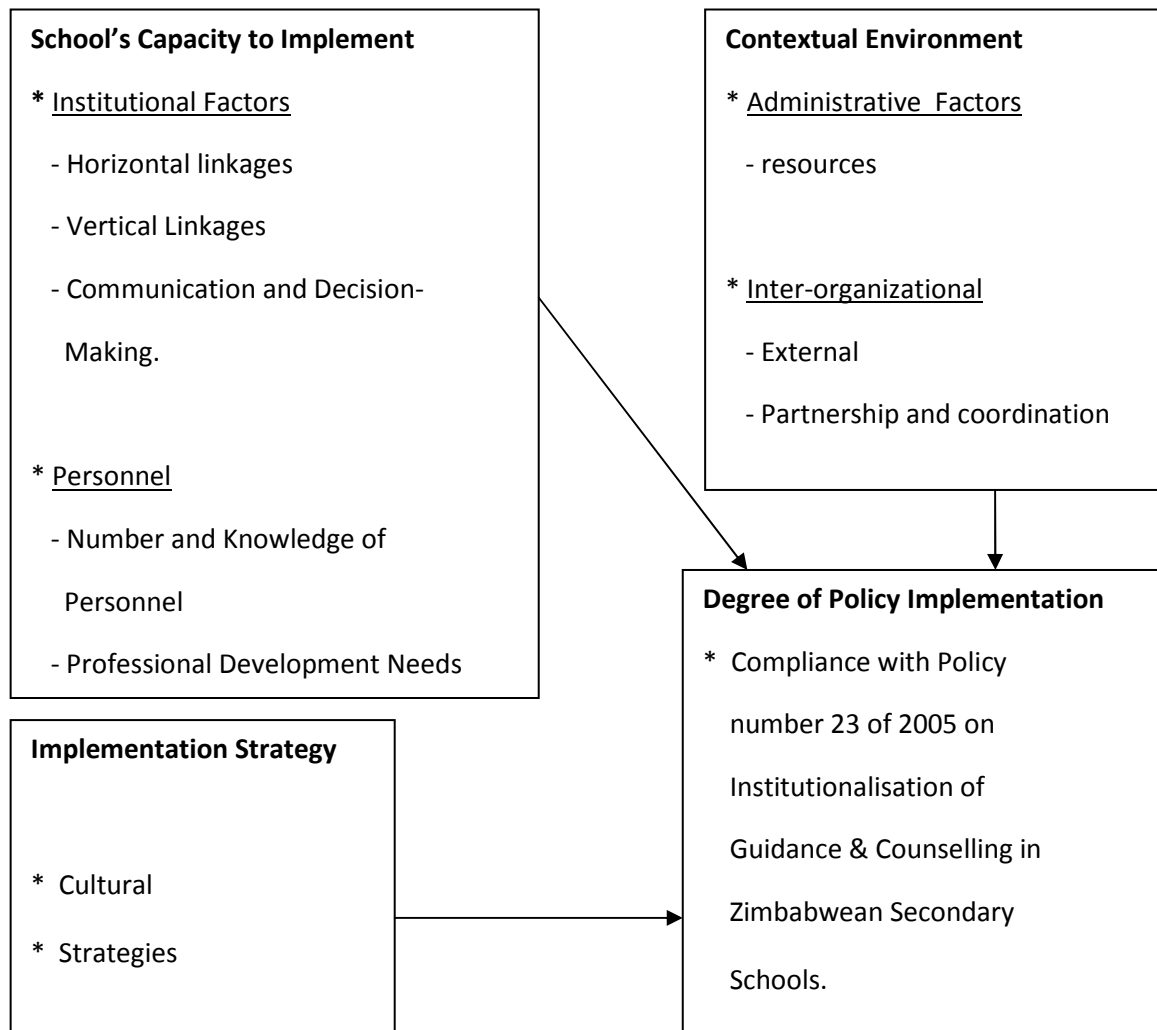 School’s Capacity to Implement
* Institutional Factors
- Horizontal linkages
- Vertical Linkages
- Communication and Decision-
Making.
* Personnel
- Number and Knowledge of
Personnel
- Professional Development Needs
Contextual Environment
* Administrative Factors
- resources
* Inter-organizational
- External
- Partnership and coordination
Implementation Strategy
* Cultural
* Strategies
Degree of Policy Implementation
* Compliance with Policy
number 23 of 2005 on
Institutionalisation of
Guidance & Counselling in
Zimbabwean Secondary
Schools.